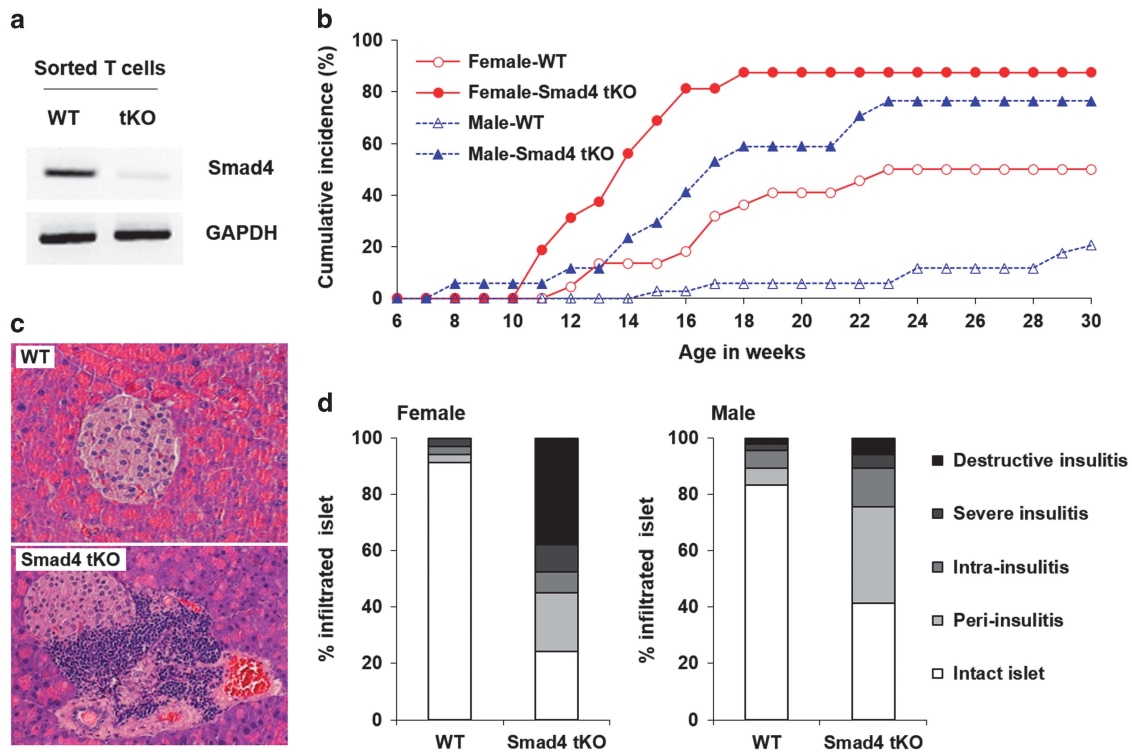 a
Sorted T cells
WT tKO
Smad4
GAPDH
b
Cumulative incidence (%)
100
80
60
40
20
0
Female-WT
Female-Smad4 tKO
Male-WT
Male-Smad4 tKO
6 8 10 12 14 16 18 20 22 24 26 28 30
Age in weeks
c
WT
Smad4 tKO
d
Female
% infiltrated islet
100
80
60
40
20
0
WT Smad4 tKO
Male
% infiltrated islet
100
80
60
40
20
0
WT Smad4 tKO
Destructive insulitis
Severe insulitis
Intra-insulitis
Peri-insulitis
Intact islet